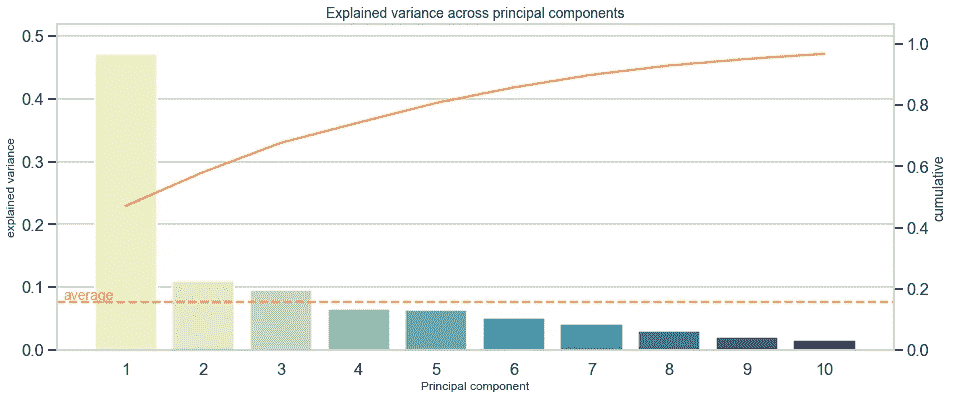 Explained variance across principal components
explained variance
0.5
0.4
0.3
0.2
0.1
0.0
average
1.0
0.8
0.6
0.4
0.2
0.0
cumulative
1 2 3 4 5 6 7 8 9 10
Principal component